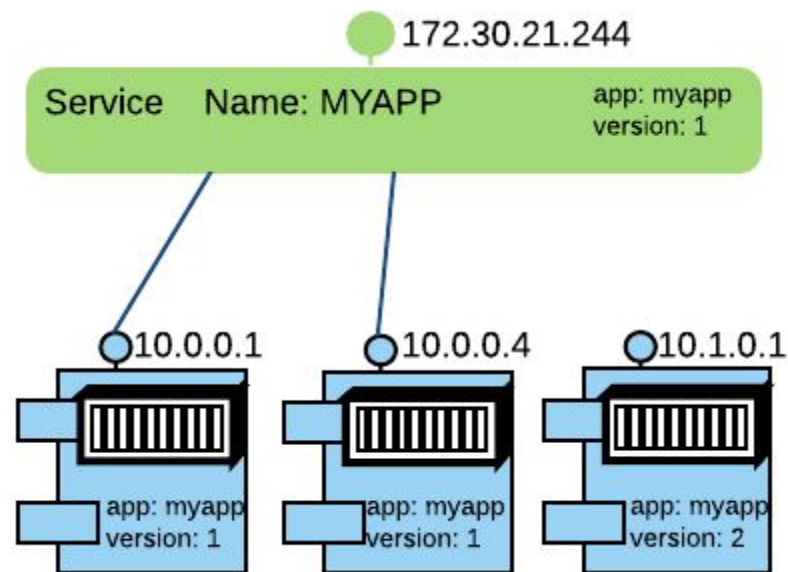 172.30.21.244
Service Name: MYAPP
app: myapp
version: 1
10.0.0.1
10.0.0.4
10.1.0.1
app: myapp
version: 1
app: myapp
version: 1
app: myapp
version: 2